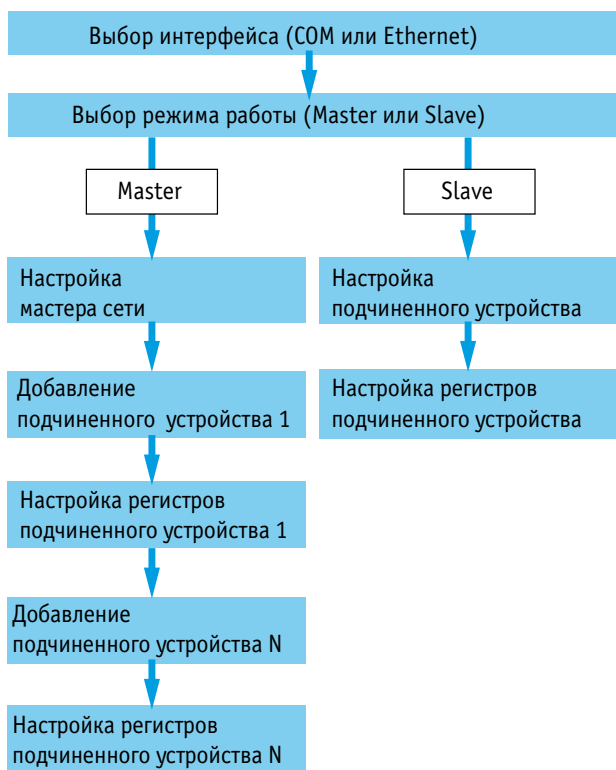 Выбор интерфейса (COM или Ethernet)
Выбор режима работы (Master или Slave)
Master
Slave
Настройка
мастера сети
Настройка
подчиненного устройства
Добавление
подчиненного устройства 1
Настройка регистров
подчиненного устройства
Настройка регистров
подчиненного устройства 1
Добавление
подчиненного устройства N
Настройка регистров
подчиненного устройства N